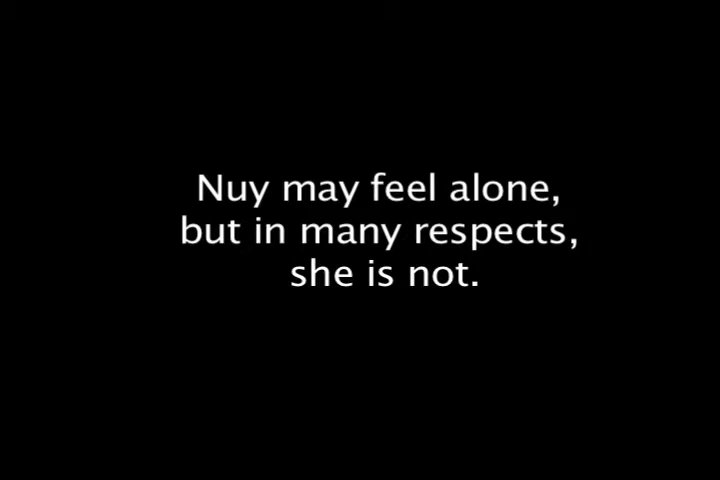 Nuy may feel alone,
but in many respects,
she is not.